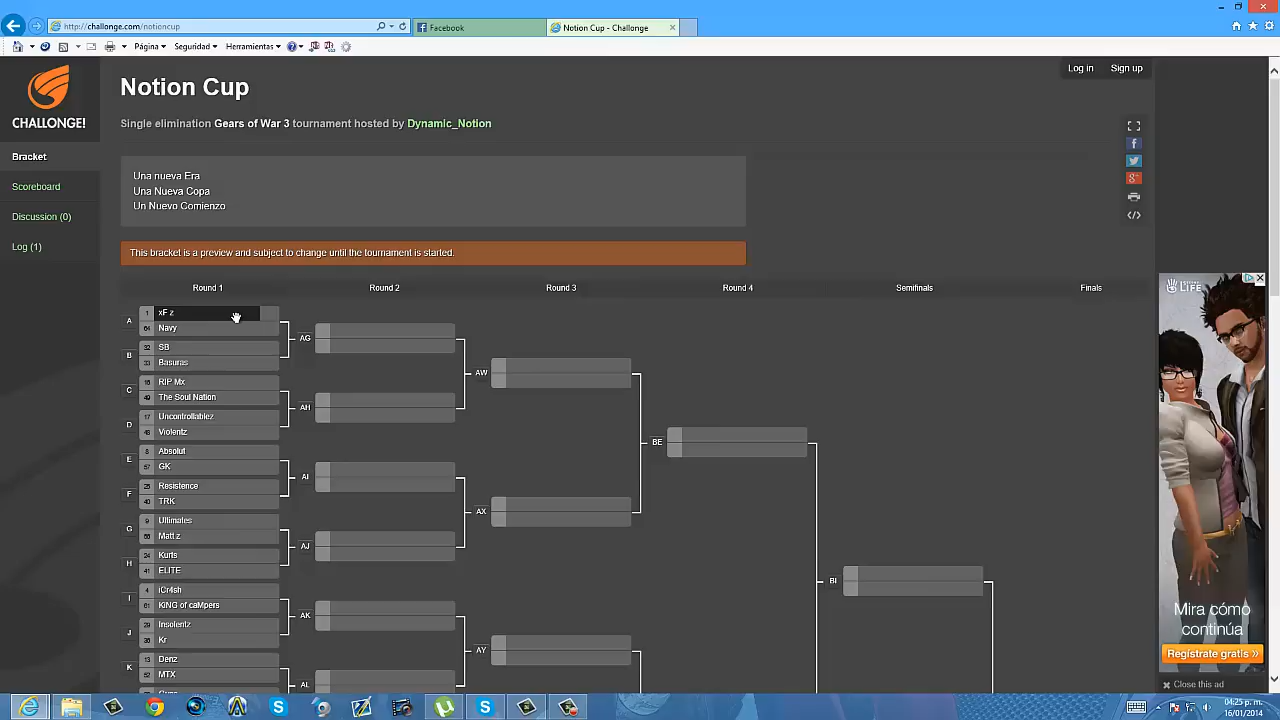 http://challonge.com/notioncup
Facebook
Notion Cup - Challonge
Página
Seguridad
Herramientas
Log in
Sign up
CHALLONGE!
Bracket
Scoreboard
Discussion (0)
Log (1)
Notion Cup
Single elimination Gears of War 3 tournament hosted by Dynamic_Notion
Una nueva Era
Una Nueva Copa
Un Nuevo Comienzo
This bracket is a preview and subject to change until the tournament is started.
Round 1
Round 2
Round 3
Round 4
Semifinals
Finals
A
1 xF z
64 Navy
B
32 SB
33 Basuras
C
16 RIP Mx
49 The Soul Nation
D
17 Uncontrollablez
48 Violentz
E
8 Absolut
57 GK
F
25 Resistence
40 TRK
G
9 Ultimates
56 Matt z
H
24 Kurts
41 ELITE
I
4 iCr4sh
61 KING of caMpers
J
29 Insolentz
36 Kr
K
13 Denz
52 MTX
AG
AH
AI
AJ
AK
AL
AW
AX
AY
BE
BI
LIFE
Mira cómo
continúa
Regístrate gratis »
Close this ad
04:25 p. m.
16/01/2014